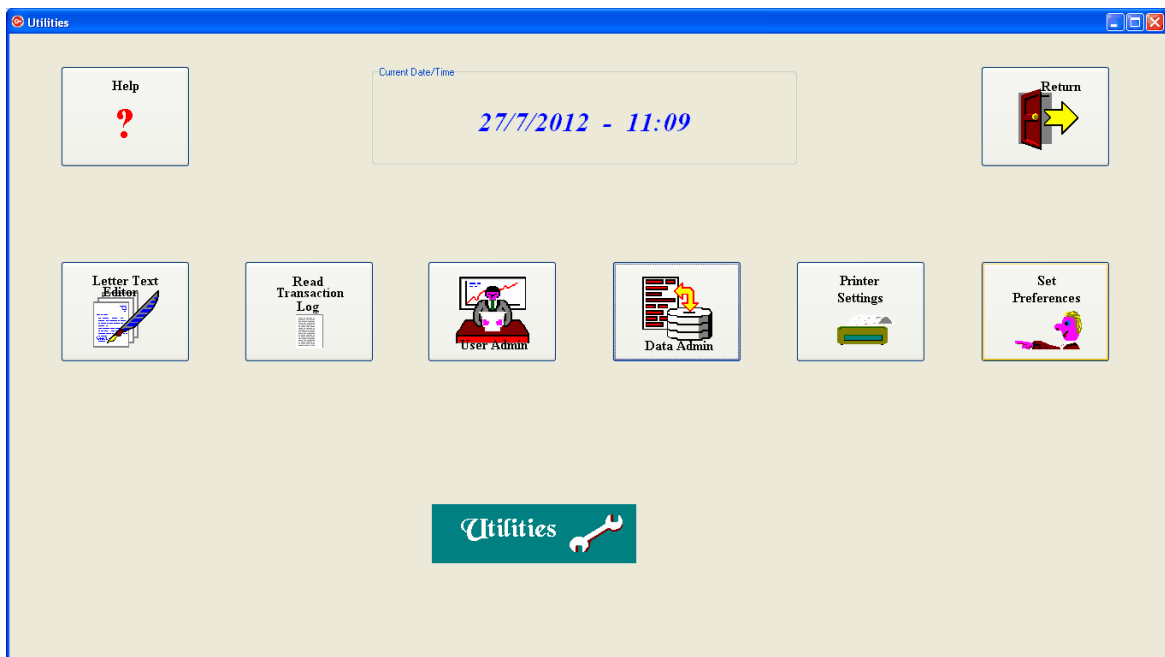 Utilities
Help
?
Current Date/Time
27/7/2012 - 11:09
Return
Letter Text
Editor
Read
Transaction
Log
User Admin
Data Admin
Printer
Settings
Set
Preferences
Utilities